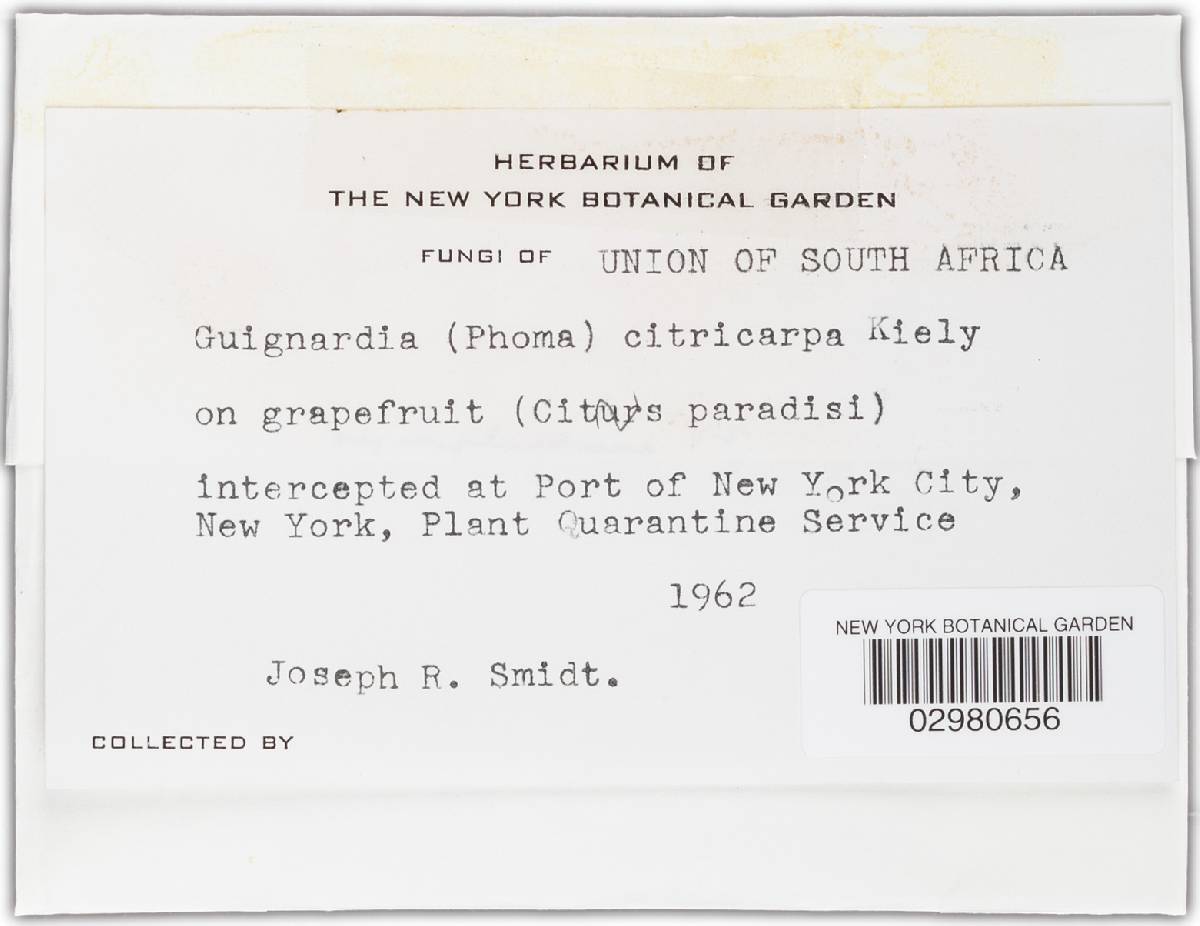 HERBARIUM OF
THE NEW YORK BOTANICAL GARDEN
FUNGI OF UNION OF SOUTH AFRICA
Guignardia (Phoma) citricarpa Kiely
on grapefruit (Citurs paradisi)
intercepted at Port of New York City,
New York, Plant Quarantine Service
1962
Joseph R. Smidt.
COLLECTED BY
NEW YORK BOTANICAL GARDEN
02980656